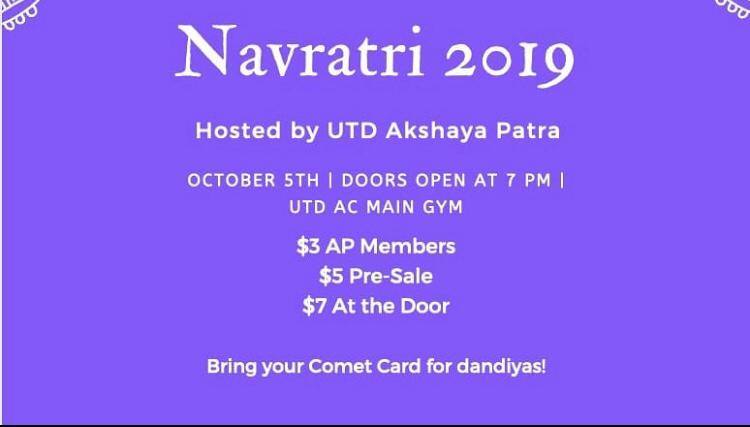 Navratri 2019
Hosted by UTD Akshaya Patra
OCTOBER 5TH | DOORS OPEN AT 7 PM |
UTD AC MAIN GYM
$3 AP Members
$5 Pre-Sale
$7 At the Door
Bring your Comet Card for dandiyas!